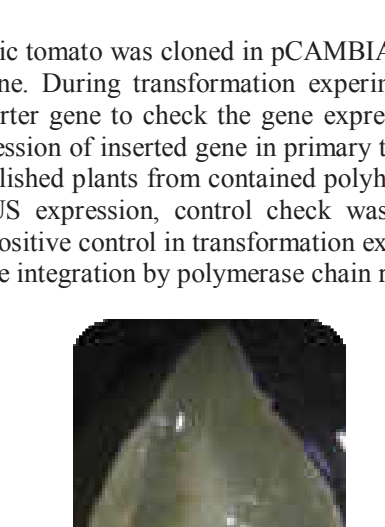 ic tomato was cloned in pCAMBIA
ne. During transformation experin
rter gene to check the gene expre
ession of inserted gene in primary t
lished plants from contained polyh
US expression, control check was
ositive control in transformation ex
e integration by polymerase chain r